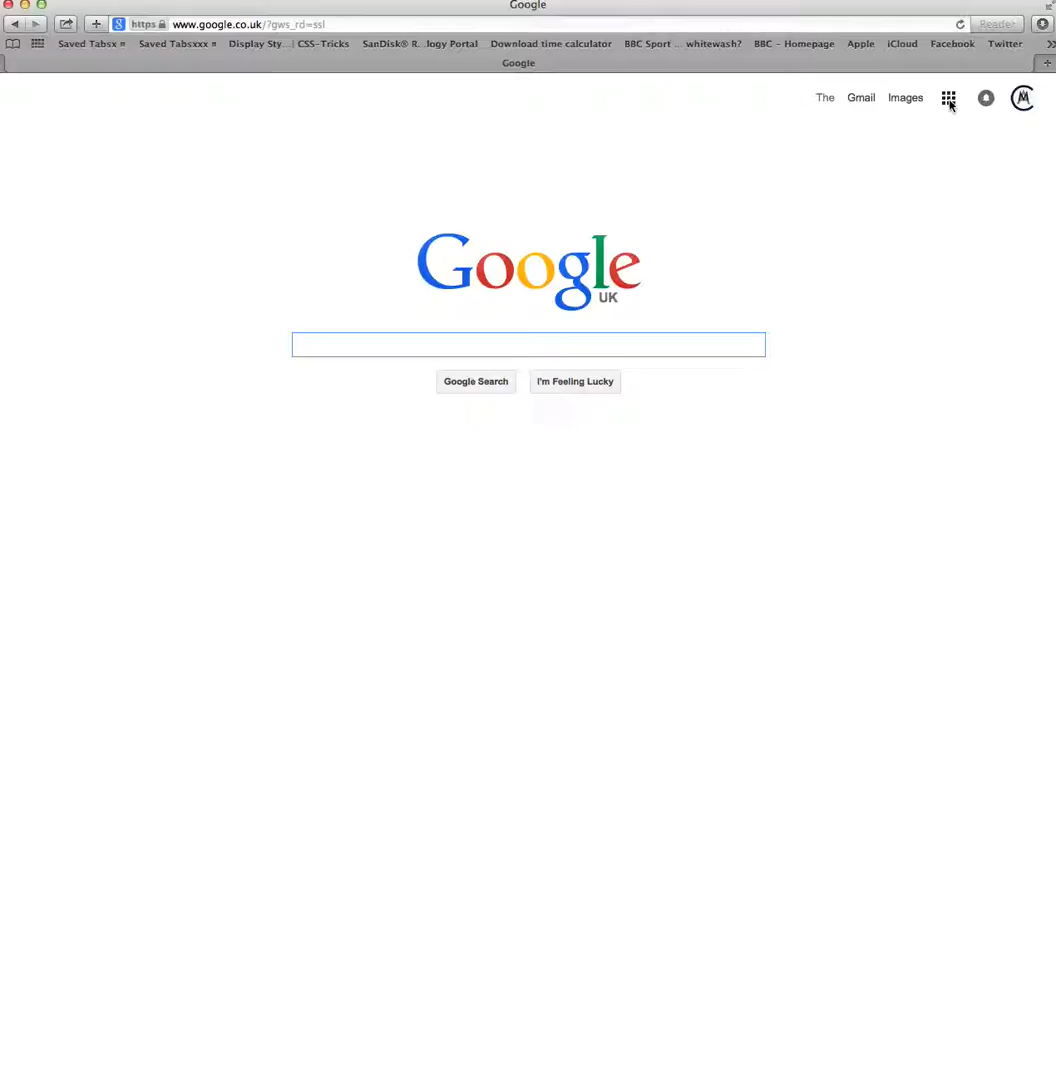 Google
https www.google.co.uk/?gws_rd=ssl Reader
Saved Tabsx Saved Tabsxxx Display Sty... | CSS-Tricks SanDisk® R...logy Portal Download time calculator BBC Sport ... whitewash? BBC – Homepage Apple iCloud Facebook Twitter
Google
The Gmail Images
Google
UK
Google Search I'm Feeling Lucky